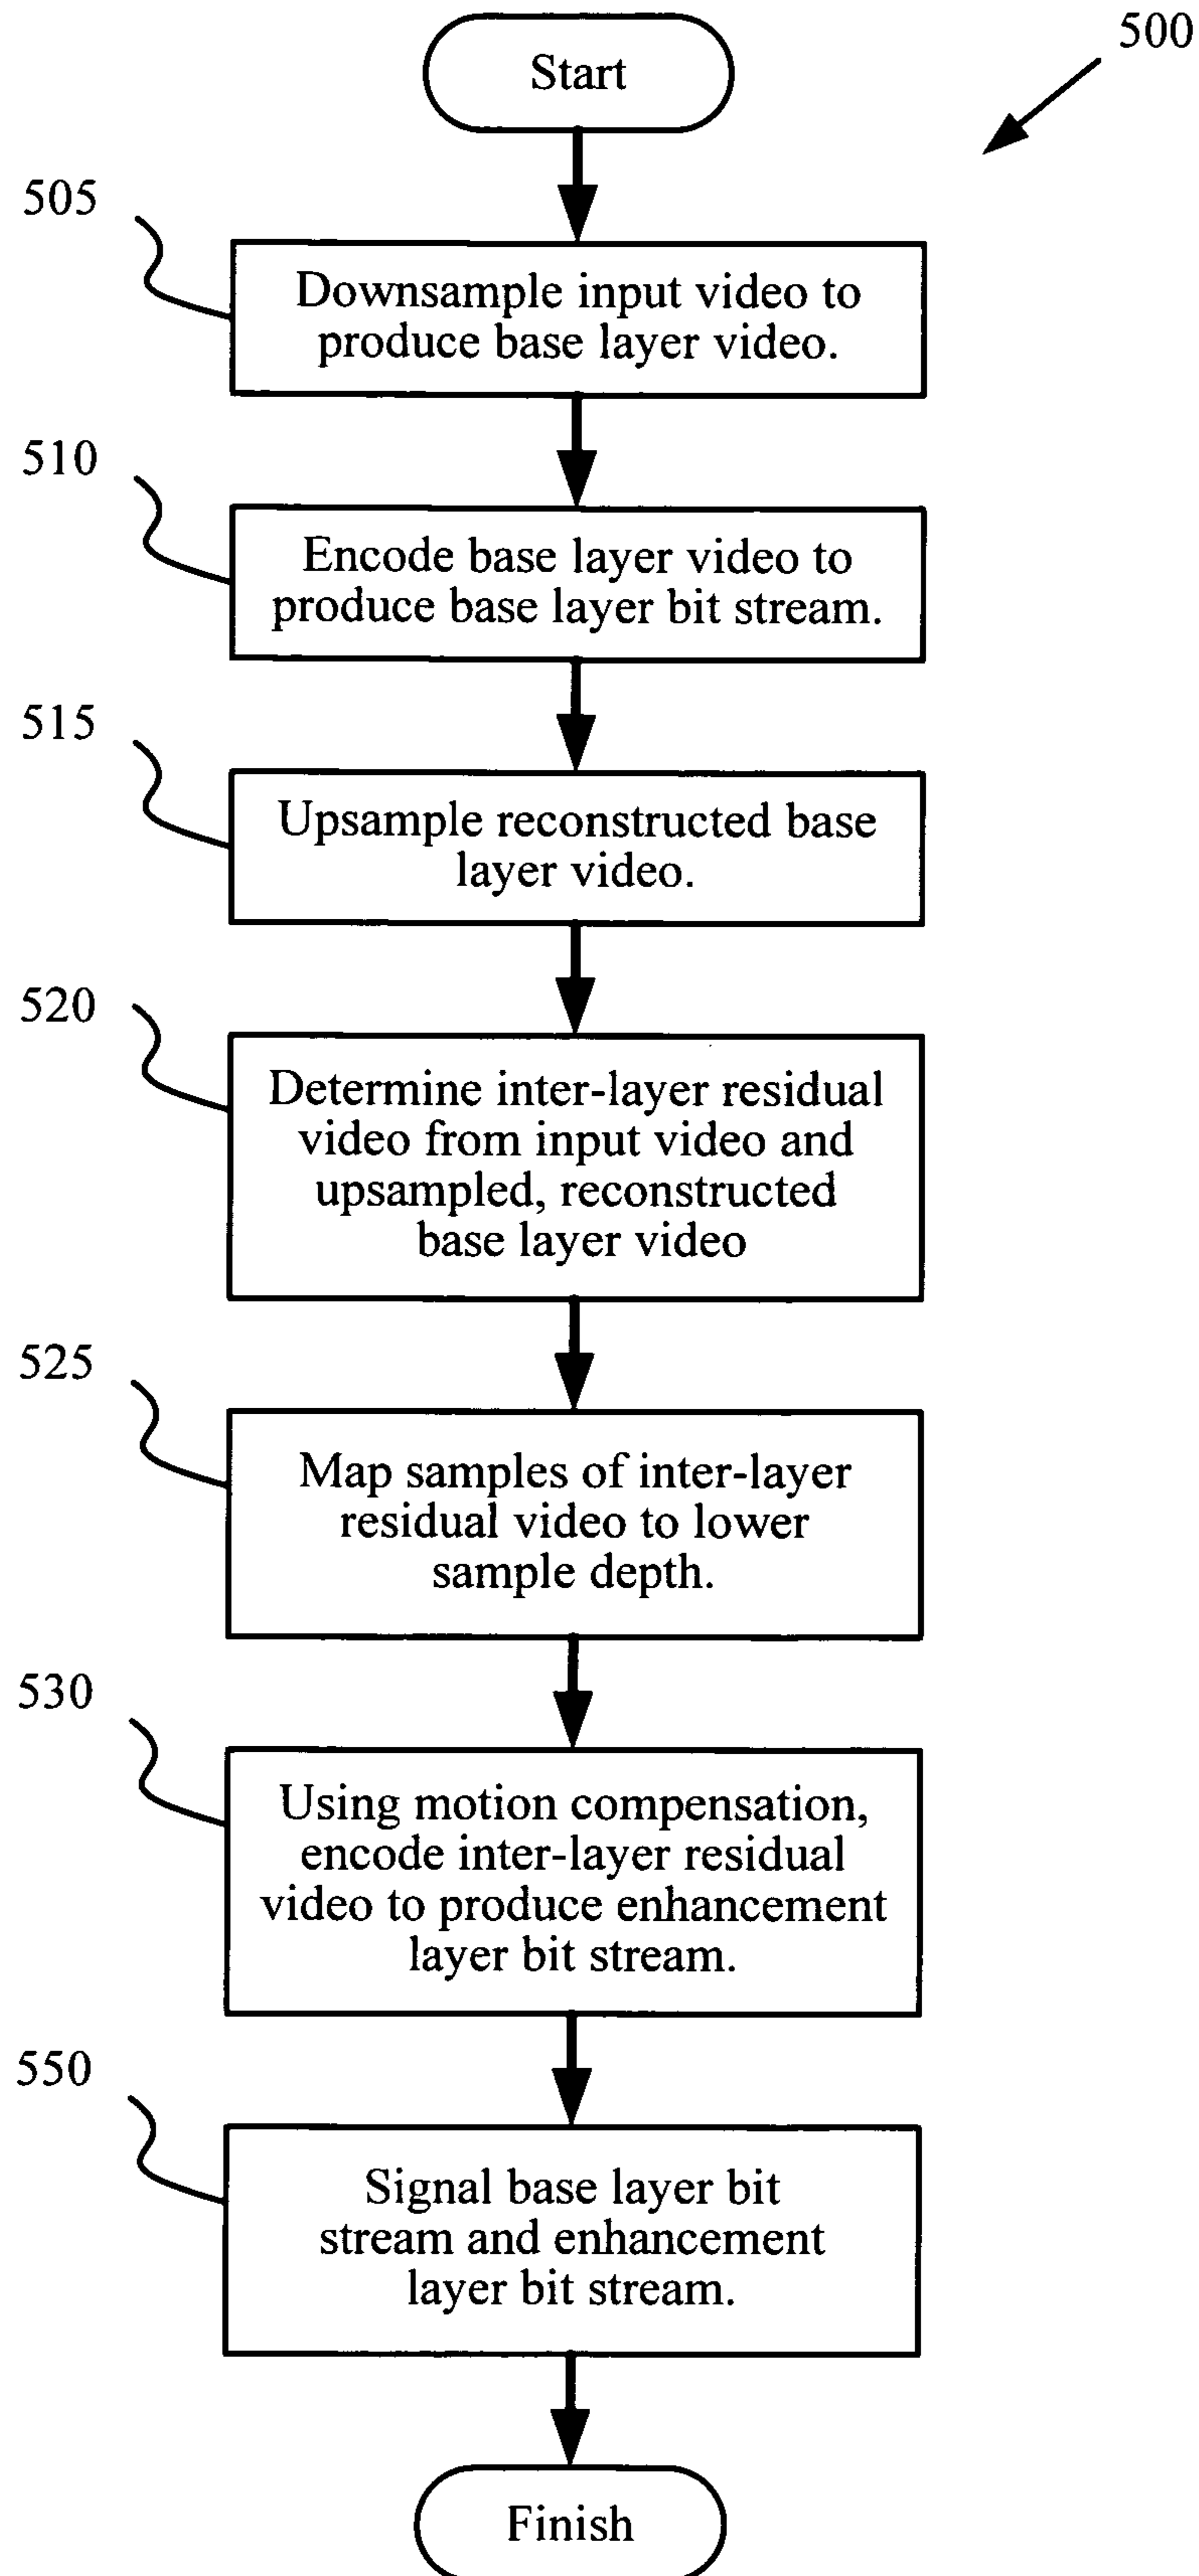 500
Start
505
Downsample input video to
produce base layer video.
510
Encode base layer video to
produce base layer bit stream.
515
Upsample reconstructed base
layer video.
520
Determine inter-layer residual
video from input video and
upsampled, reconstructed
base layer video
525
Map samples of inter-layer
residual video to lower
sample depth.
530
Using motion compensation,
encode inter-layer residual
video to produce enhancement
layer bit stream.
550
Signal base layer bit
stream and enhancement
layer bit stream.
Finish